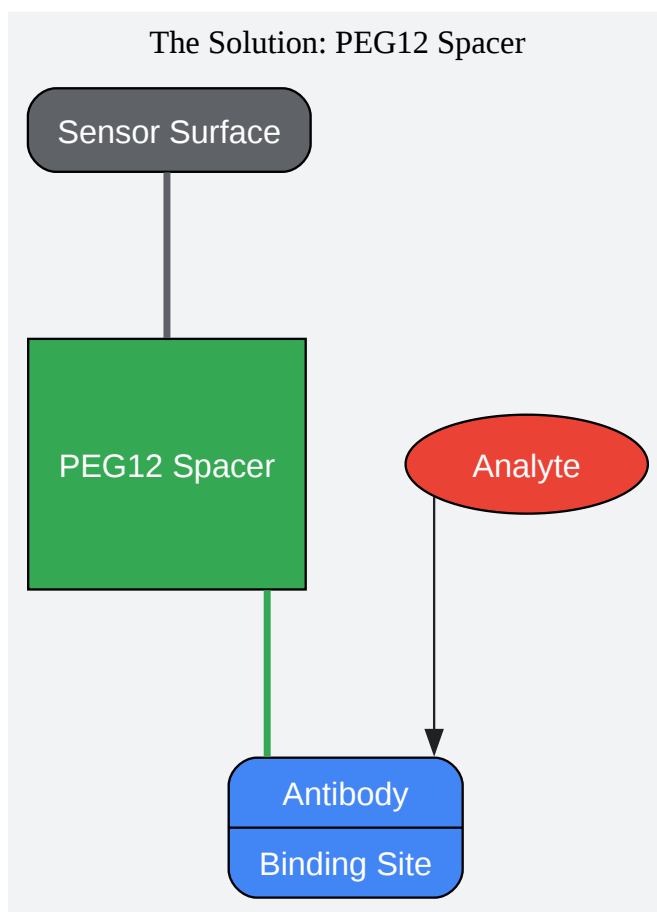 The Solution: PEG12 Spacer
Sensor Surface
PEG12 Spacer
Analyte
Antibody
Binding Site